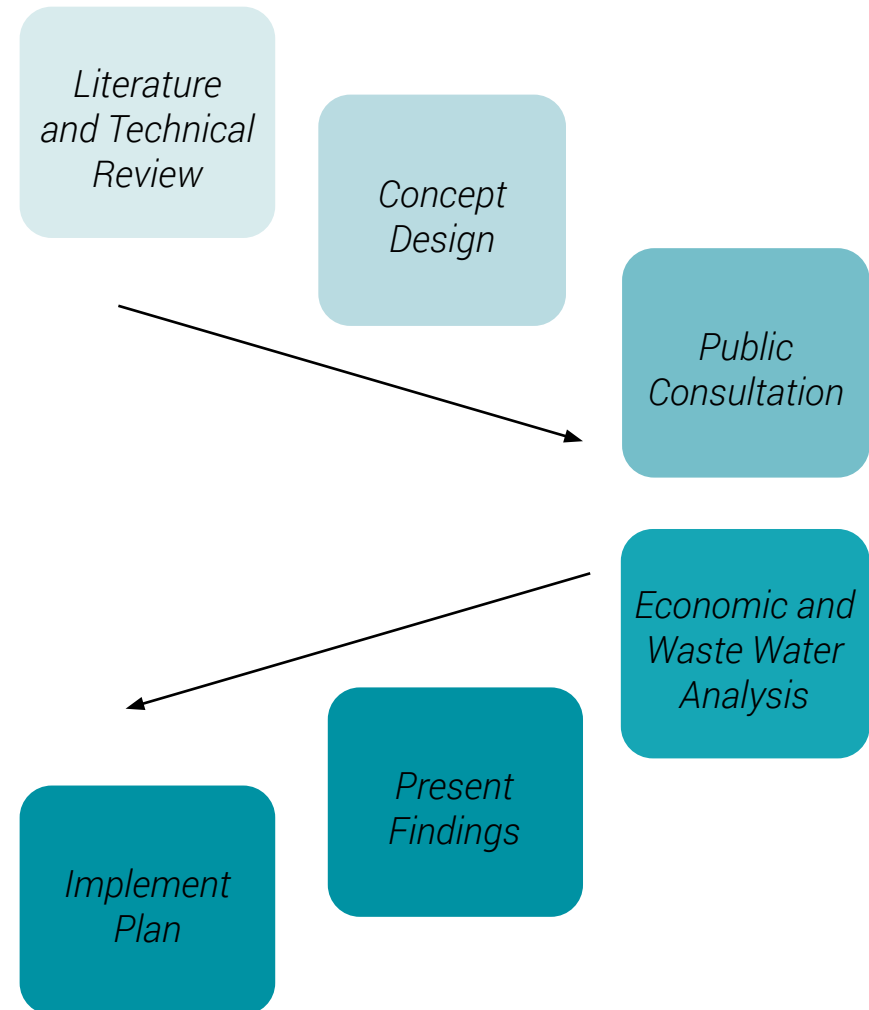 Literature
and Technical
Review
Concept
Design
Public
Consultation
Economic and
Waste Water
Analysis
Present
Findings
Implement
Plan